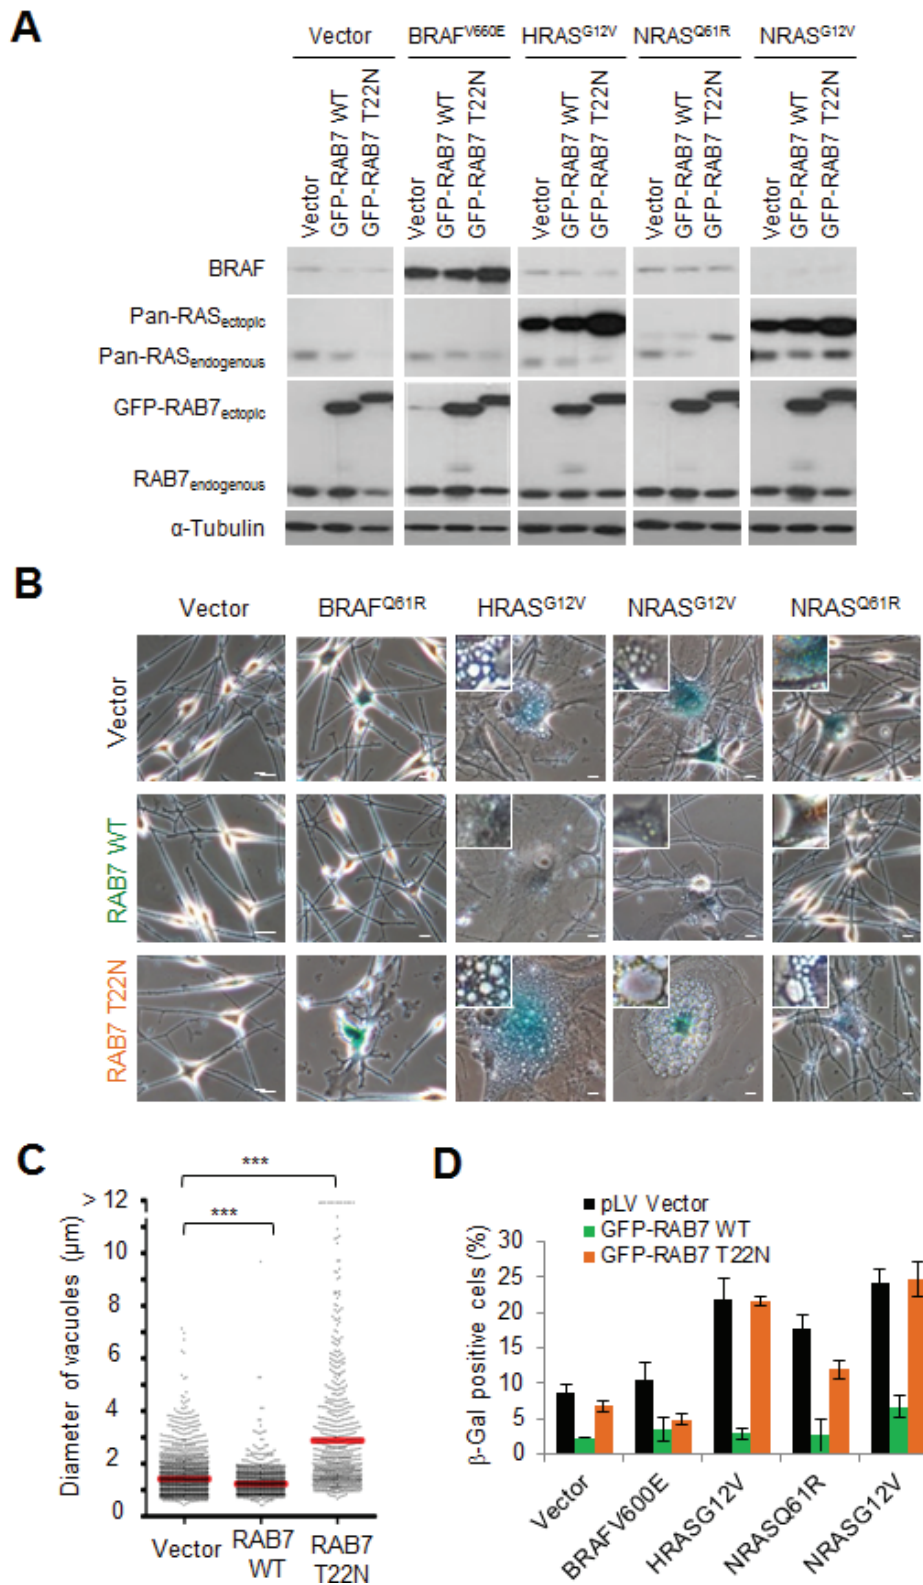 A
Vector BRAFV660E HRASG12V NRASQ61R NRASG12V
Vector GFP-RAB7 WT GFP-RAB7 T22N Vector GFP-RAB7 WT GFP-RAB7 T22N Vector GFP-RAB7 WT GFP-RAB7 T22N Vector GFP-RAB7 WT GFP-RAB7 T22N Vector GFP-RAB7 WT GFP-RAB7 T22N
BRAF
Pan-RASectopic
Pan-RASendogenous
GFP-RAB7ectopic
RAB7endogenous
α-Tubulin
B
Vector BRAFQ61R HRASG12V NRASG12V NRASQ61R
Vector
RAB7 WT
RAB7 T22N
C
Diameter of vacuoles (μm)
***
***
> 12
10
8
6
4
2
0
Vector RAB7 WT RAB7 T22N
D
pLV Vector
GFP-RAB7 WT
GFP-RAB7 T22N
β-Gal positive cels (%)
30
25
20
15
10
5
0
Vector BRAFV600E HRASG12V NRASQ61R NRASG12V